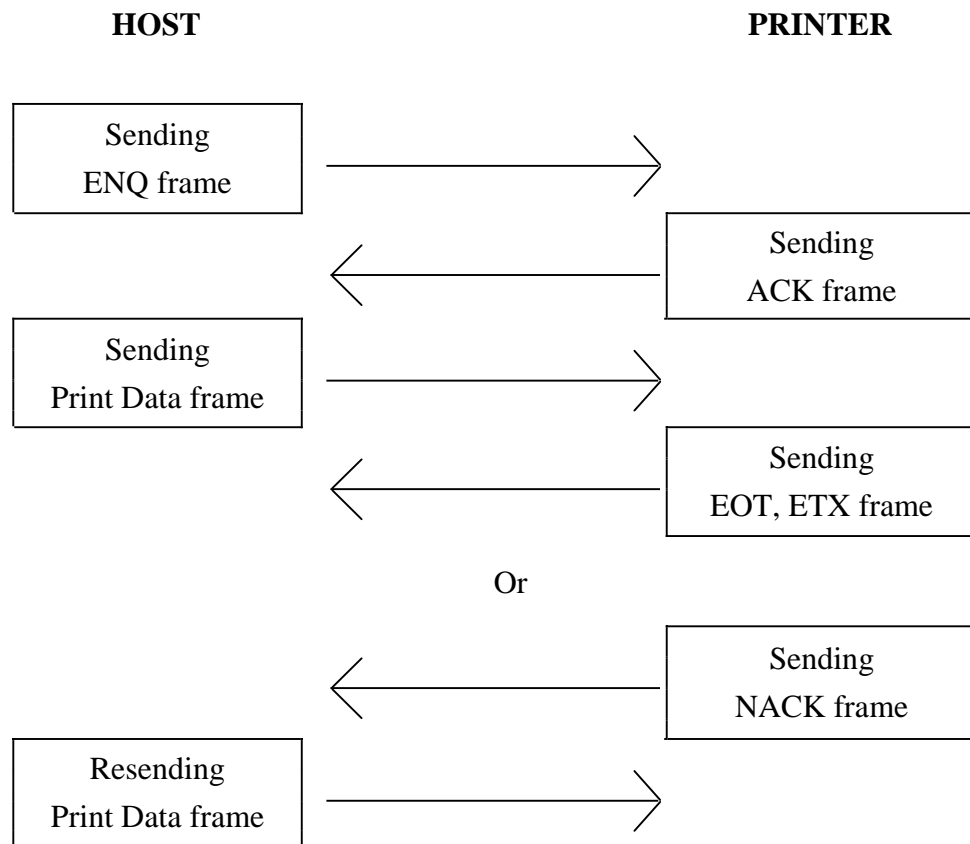 HOST
PRINTER
Sending
ENQ frame
Sending
ACK frame
Sending
Print Data frame
Sending
EOT, ETX frame
Or
Sending
NACK frame
Resending
Print Data frame